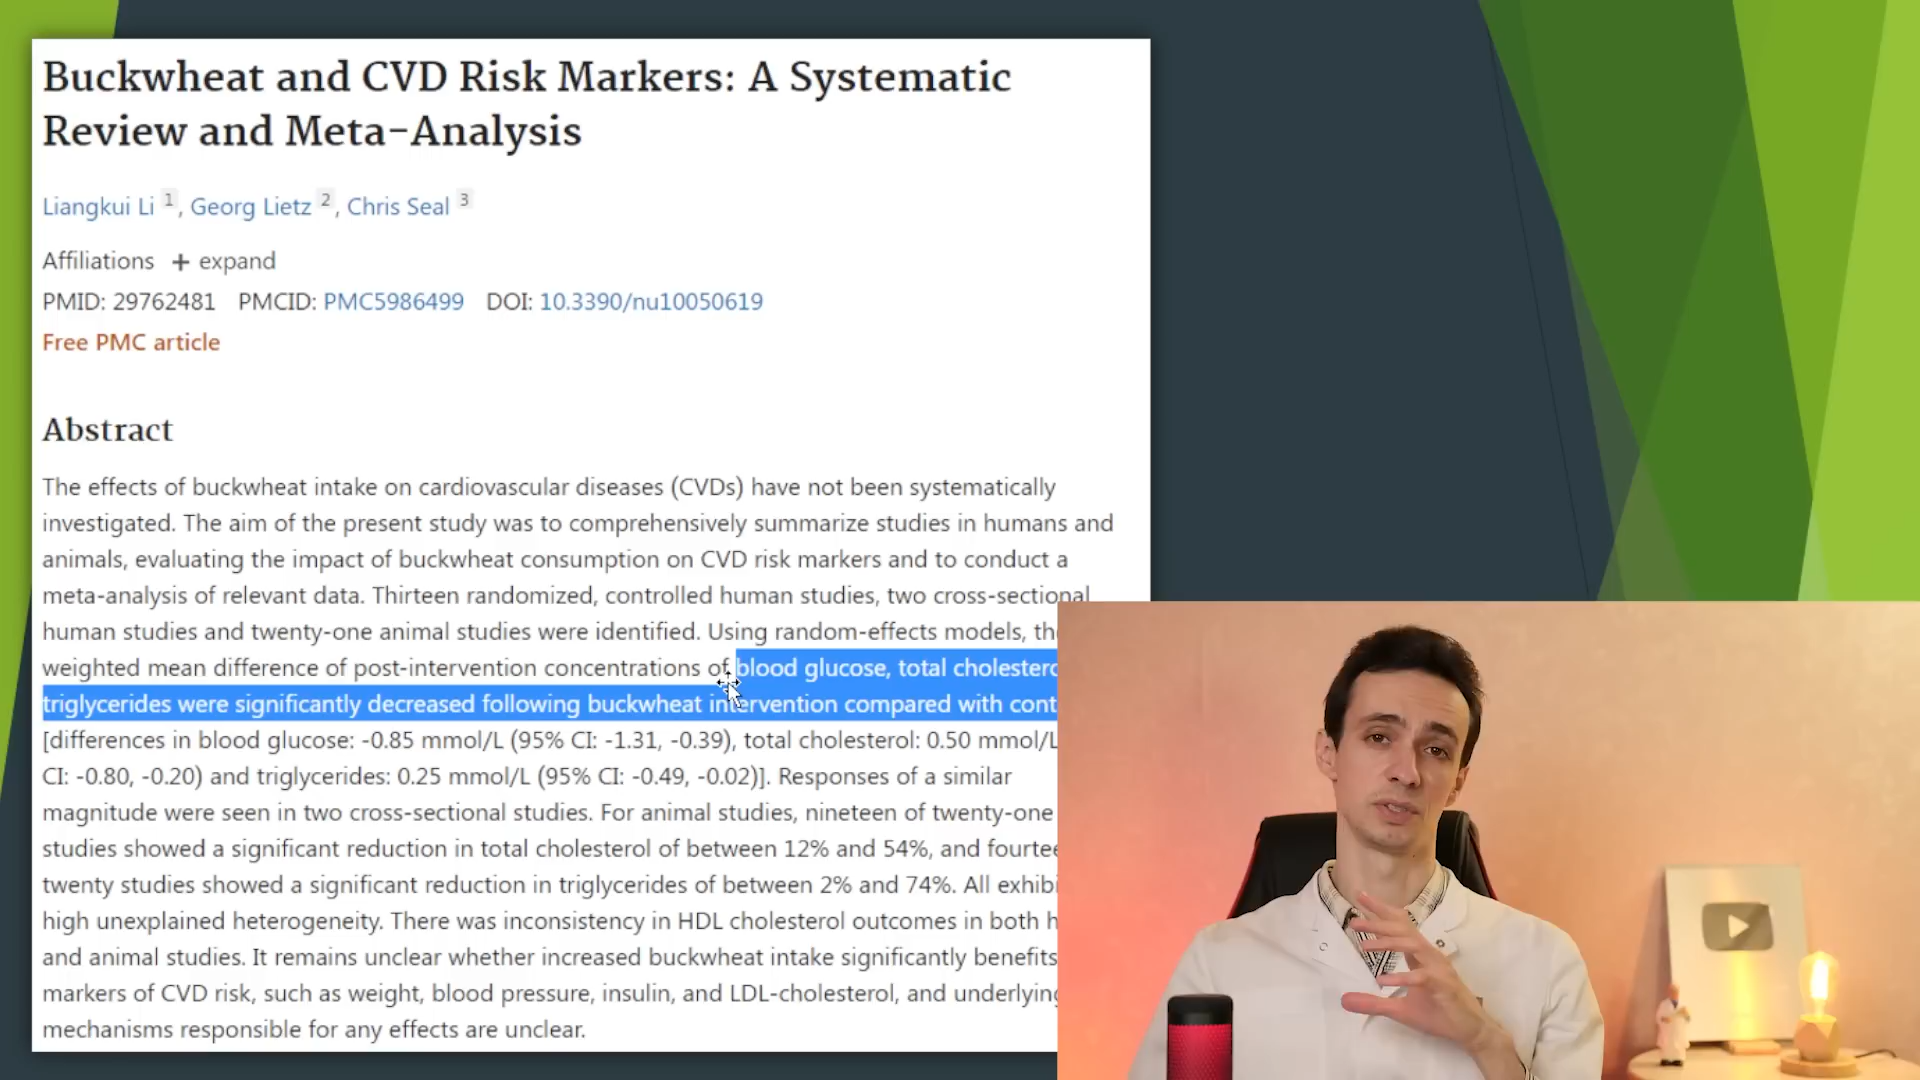 Buckwheat and CVD Risk Markers: A Systematic
Review and Meta-Analysis
Liangkui Li 1 , Georg Lietz 2 , Chris Seal 3
Affiliations + expand
PMID: 29762481 PMCID: PMC5986499 DOI: 10.3390/nu10050619
Free PMC article
Abstract
The effects of buckwheat intake on cardiovascular diseases (CVDs) have not been systematically
investigated. The aim of the present study was to comprehensively summarize studies in humans and
animals, evaluating the impact of buckwheat consumption on CVD risk markers and to conduct a
meta-analysis of relevant data. Thirteen randomized, controlled human studies, two cross-sectional
human studies and twenty-one animal studies were identified. Using random-effects models, th
weighted mean difference of post-intervention concentrations of blood glucose, total cholestero
triglycerides were significantly decreased following buckwheat intervention compared with cont
[differences in blood glucose: -0.85 mmol/L (95% CI: -1.31, -0.39), total cholesterol: 0.50 mmol/L
CI: -0.80, -0.20) and triglycerides: 0.25 mmol/L (95% CI: -0.49, -0.02)]. Responses of a similar
magnitude were seen in two cross-sectional studies. For animal studies, nineteen of twenty-one
studies showed a significant reduction in total cholesterol of between 12% and 54%, and fourtee
twenty studies showed a significant reduction in triglycerides of between 2% and 74%. All exhibi
high unexplained heterogeneity. There was inconsistency in HDL cholesterol outcomes in both h
and animal studies. It remains unclear whether increased buckwheat intake significantly benefits
markers of CVD risk, such as weight, blood pressure, insulin, and LDL-cholesterol, and underlying
mechanisms responsible for any effects are unclear.